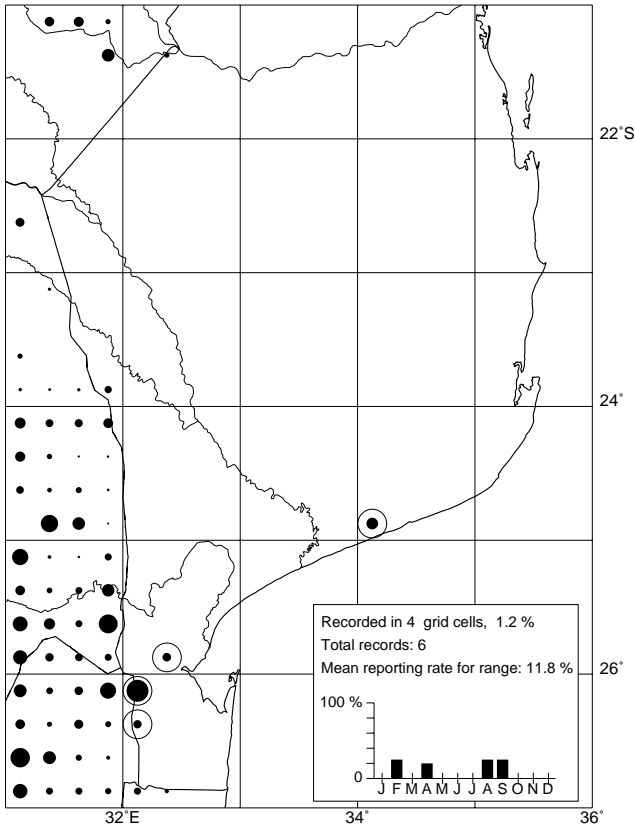 22˚S
24˚
26˚
Recorded in 4 grid cells, 1.2 %
Total records: 6
Mean reporting rate for range: 11.8 %
100 %
0
J F M A M J J A S O N D
32˚E
34˚
36˚